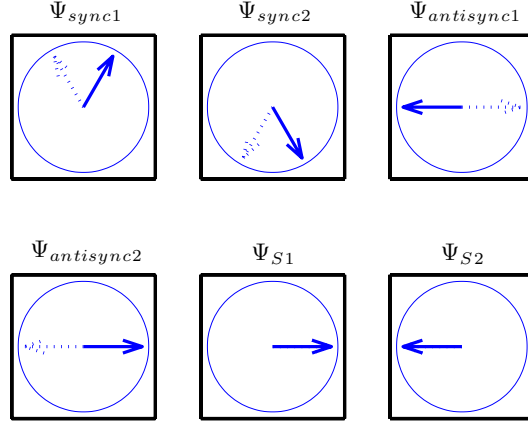 Ψ_{sync1} Ψ_{sync2} Ψ_{antisync1}
Ψ_{antisync2} Ψ_{S1} Ψ_{S2}